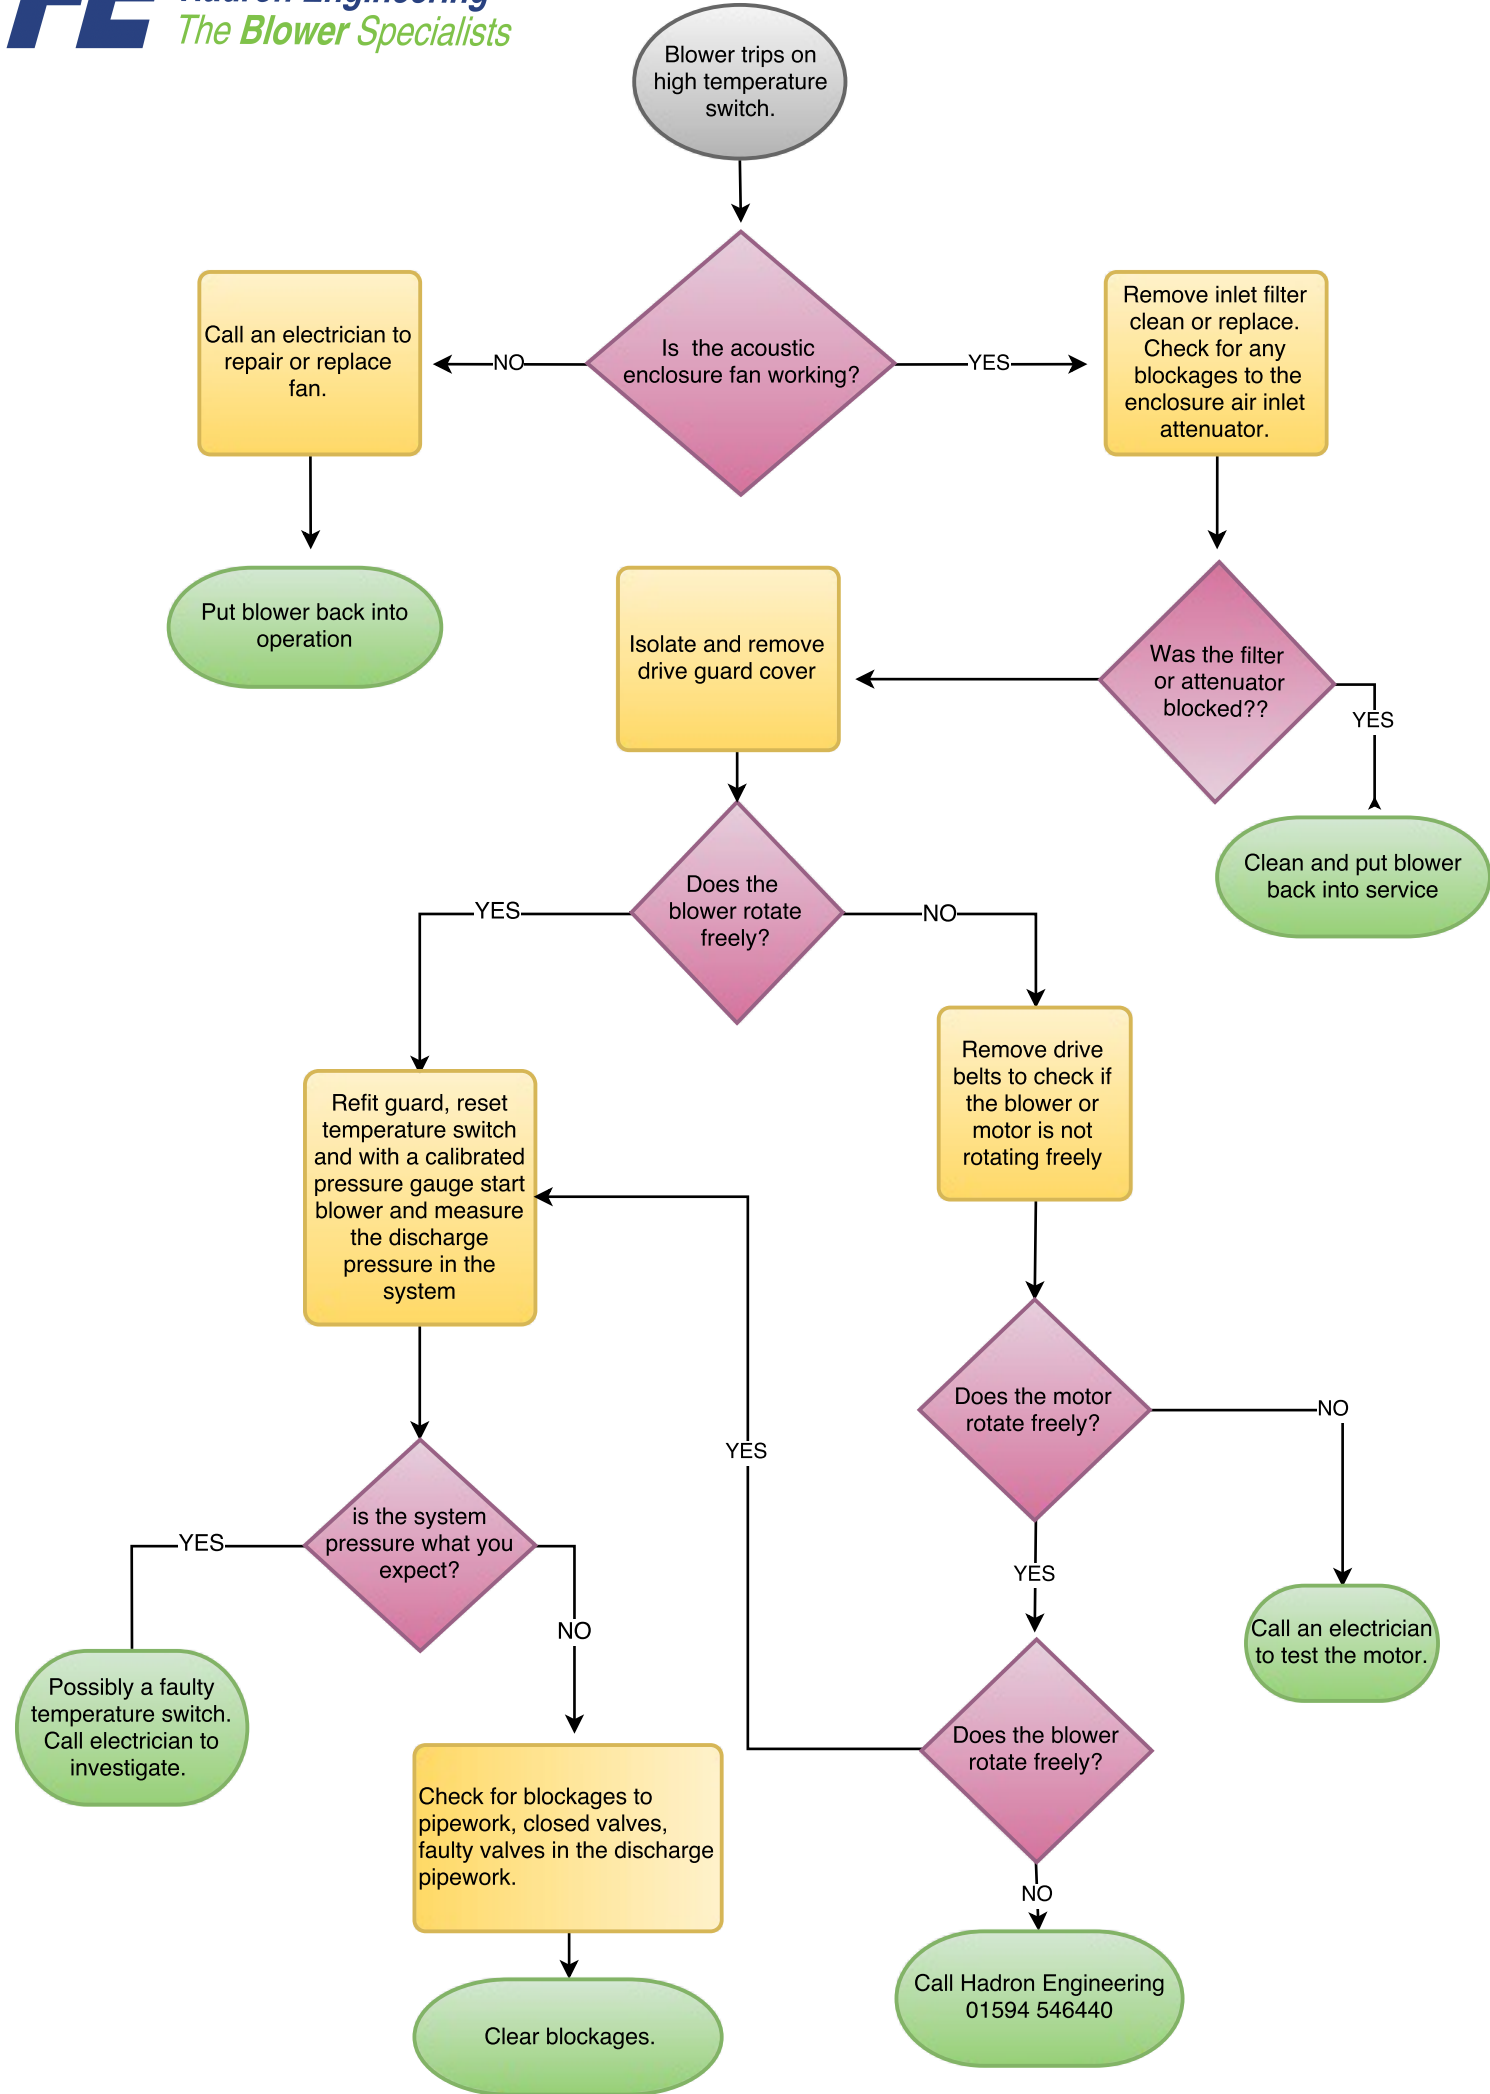 Hadron Engineering
The Blower Specialists
Blower trips on
high temperature
switch.
Is the acoustic
enclosure fan working?
NO
YES
Call an electrician to
repair or replace
fan.
Remove inlet filter
clean or replace.
Check for any
blockages to the
enclosure air inlet
attenuator.
Put blower back into
operation
Isolate and remove
drive guard cover
Was the filter
or attenuator
blocked??
YES
Clean and put blower
back into service
Does the
blower rotate
freely?
YES
NO
Refit guard, reset
temperature switch
and with a calibrated
pressure gauge start
blower and measure
the discharge
pressure in the
system
Remove drive
belts to check if
the blower or
motor is not
rotating freely
Does the motor
rotate freely?
NO
YES
YES
is the system
pressure what you
expect?
YES
NO
Call an electrician
to test the motor.
Possibly a faulty
temperature switch.
Call electrician to
investigate.
Does the blower
rotate freely?
Check for blockages to
pipework, closed valves,
faulty valves in the discharge
pipework.
NO
Call Hadron Engineering
01594 546440
Clear blockages.